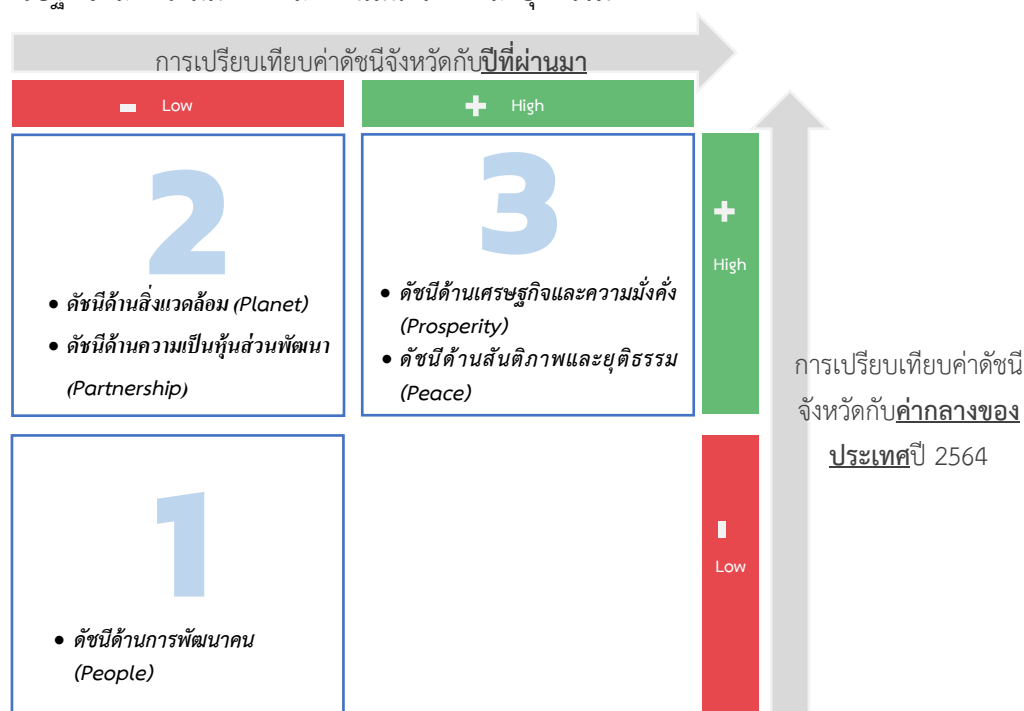 การเปรียบเทียบค่าดัชนีจังหวัดกับปีที่ผ่านมา
- Low
+ High
2
• ดัชนีด้านสิ่งแวดล้อม (Planet)
• ดัชนีด้านความเป็นหุ้นส่วนพัฒนา
(Partnership)
3
• ดัชนีด้านเศรษฐกิจและความมั่งคั่ง
(Prosperity)
• ดัชนีด้านสันติภาพและยุติธรรม
(Peace)
+
High
การเปรียบเทียบค่าดัชนี
จังหวัดกับค่ากลางของ
ประเทศปี 2564
1
• ดัชนีด้านการพัฒนาคน
(People)
-
Low